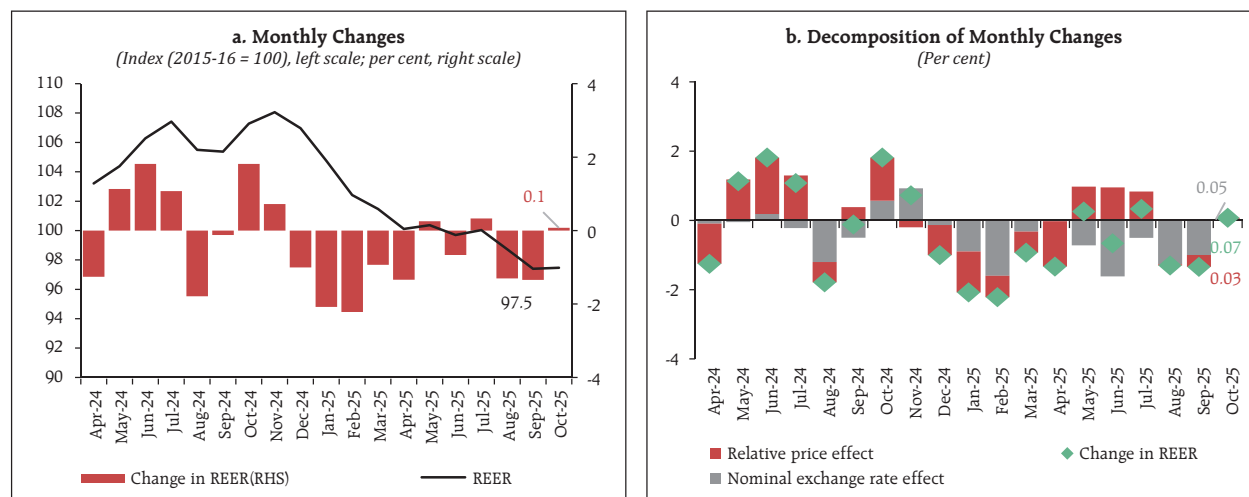 a. Monthly Changes
(Index (2015-16 = 100), left scale; per cent, right scale)
110
108
106
104
102
100
98
96
94
92
90
4
2
0
-2
-4
0.1
97.5
Apr-24
May-24
Jun-24
Jul-24
Aug-24
Sep-24
Oct-24
Nov-24
Dec-24
Jan-25
Feb-25
Mar-25
Apr-25
May-25
Jun-25
Jul-25
Aug-25
Sep-25
Oct-25
Change in REER(RHS)
REER
b. Decomposition of Monthly Changes
(Per cent)
4
2
0
-2
-4
0.05
0.07
0.03
Apr-24
May-24
Jun-24
Jul-24
Aug-24
Sep-24
Oct-24
Nov-24
Dec-24
Jan-25
Feb-25
Mar-25
Apr-25
May-25
Jun-25
Jul-25
Aug-25
Sep-25
Oct-25
Relative price effect
Change in REER
Nominal exchange rate effect